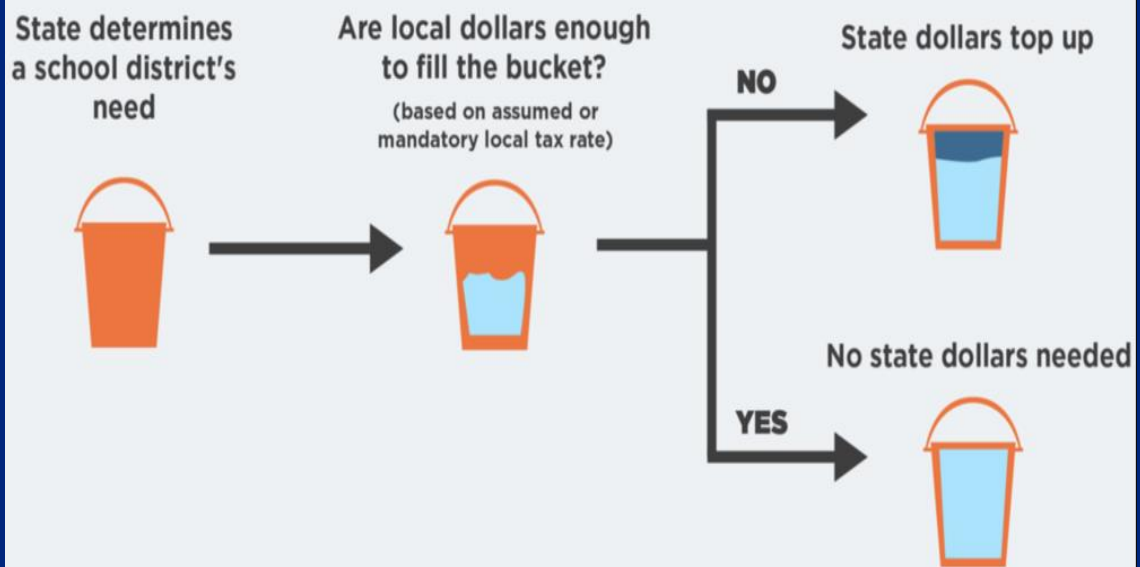 State determines
a school district's
need
Are local dollars enough
to fill the bucket?
(based on assumed or
mandatory local tax rate)
NO
State dollars top up
YES
No state dollars needed